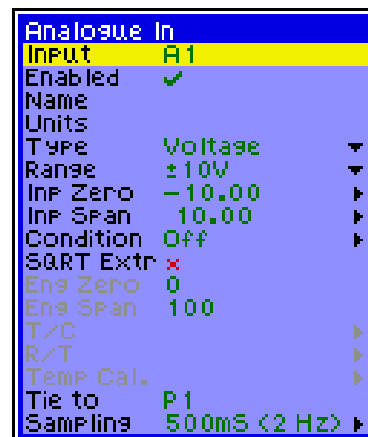 Analogue In
Input A1
Enabled ✓
Name
Units
Type Voltage
Range ±10V
Inp Zero -10.00
Inp Span 10.00
Condition Off
SQRT Extr x
Eng Zero 0
Eng Span 100
T/C
R/T
Temp Cal.
Tie to P1
Sampling 500mS (2 Hz)